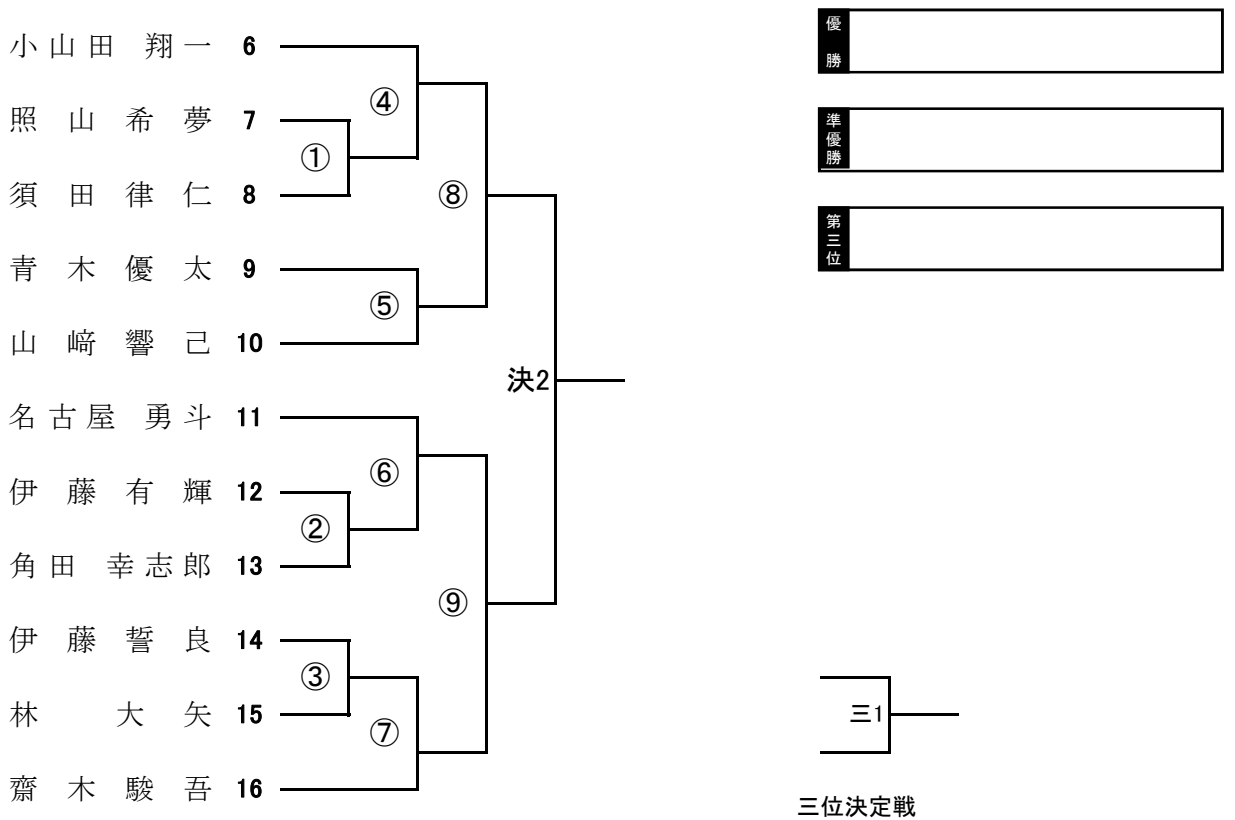 小山田 翔一 6
照山希夢 7
須田律仁 8
青木優太 9
山﨑響己 10
名古屋 勇斗 11
伊藤有輝 12
角田 幸志郎 13
伊藤誓良 14
林 大矢 15
齋木駿吾 16
①
②
③
④
⑤
⑥
⑦
⑧
⑨
決2
優勝
準優勝
第三位
三1
三位決定戦